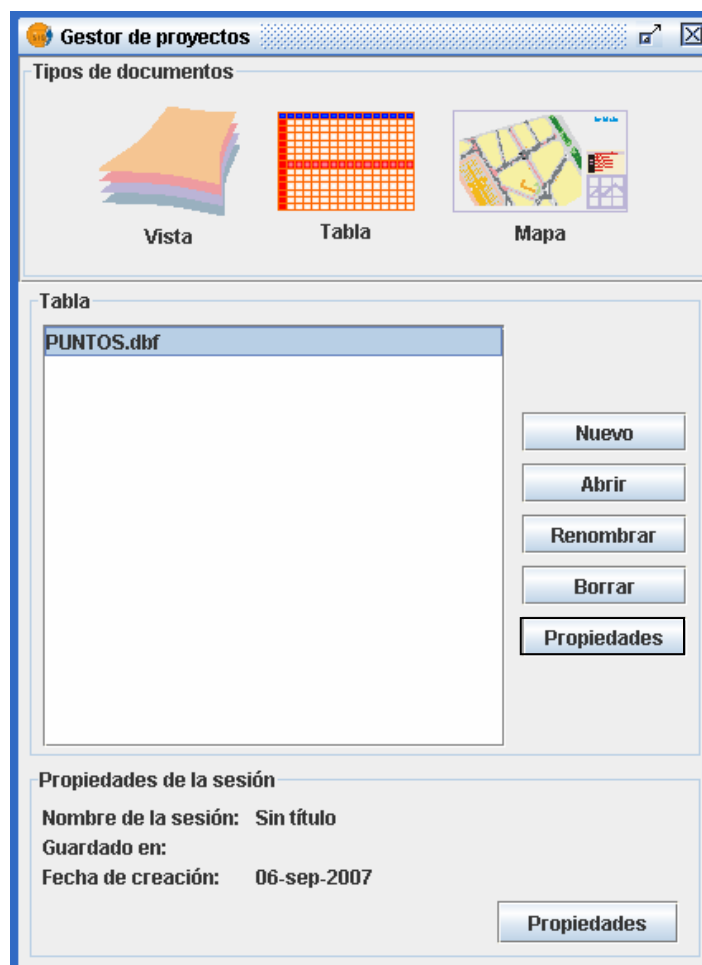 Gestor de proyectos
Tipos de documentos
Vista
Tabla
Mapa
Tabla
PUNTOS.dbf
Nuevo
Abrir
Renombrar
Borrar
Propiedades
Propiedades de la sesión
Nombre de la sesión: Sin título
Guardado en:
Fecha de creación: 06-sep-2007
Propiedades